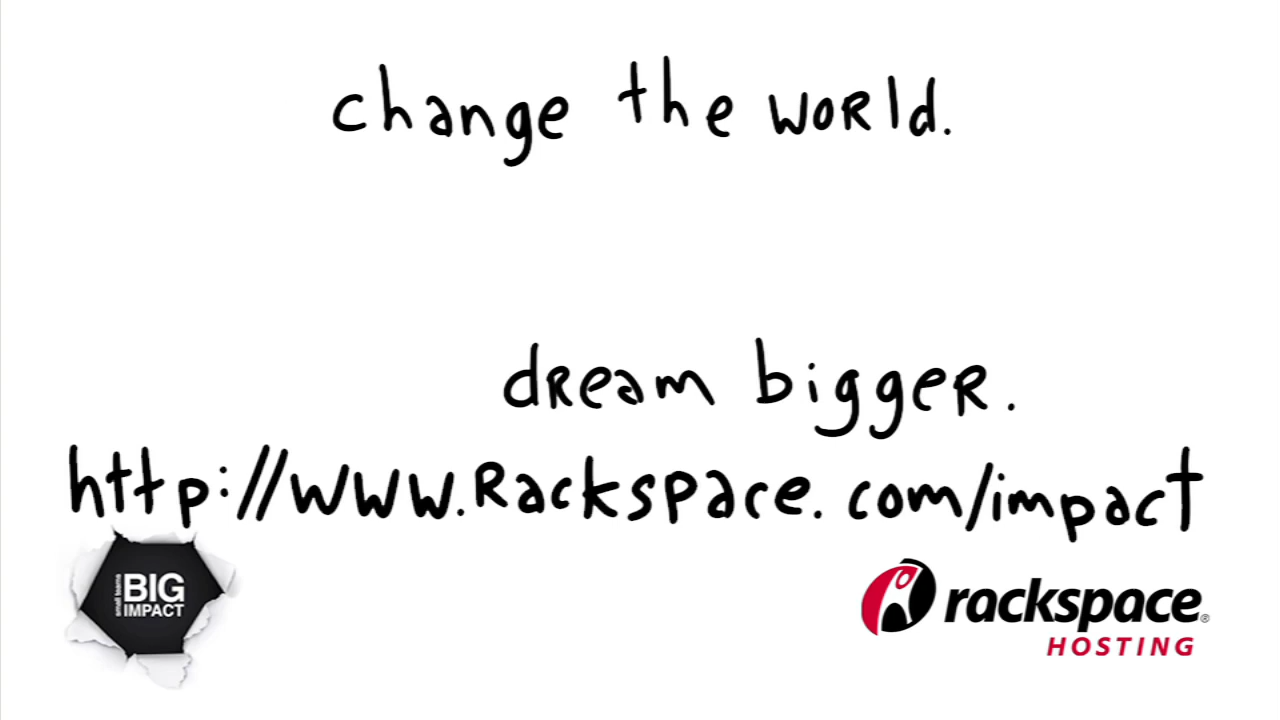 change the world.
dream bigger.
http://www.Rackspace.com/impact
small teams
BIG
IMPACT
rackspace®
HOSTING